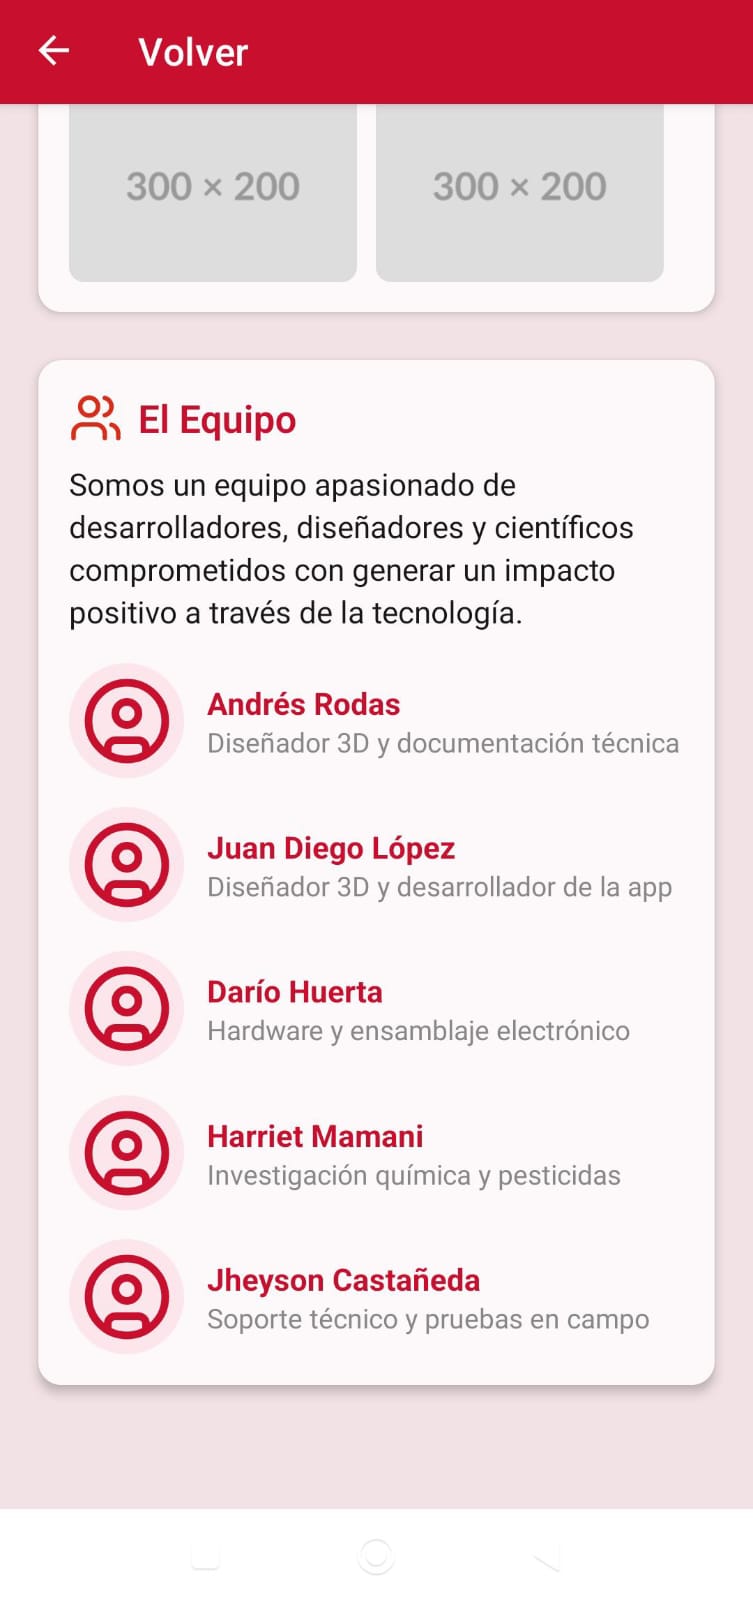 Volver
300 × 200
300 × 200
El Equipo
Somos un equipo apasionado de
desarrolladores, diseñadores y científicos
comprometidos con generar un impacto
positivo a través de la tecnología.
Andrés Rodas
Diseñador 3D y documentación técnica
Juan Diego López
Diseñador 3D y desarrollador de la app
Darío Huerta
Hardware y ensamblaje electrónico
Harriet Mamani
Investigación química y pesticidas
Jheyson Castañeda
Soporte técnico y pruebas en campo